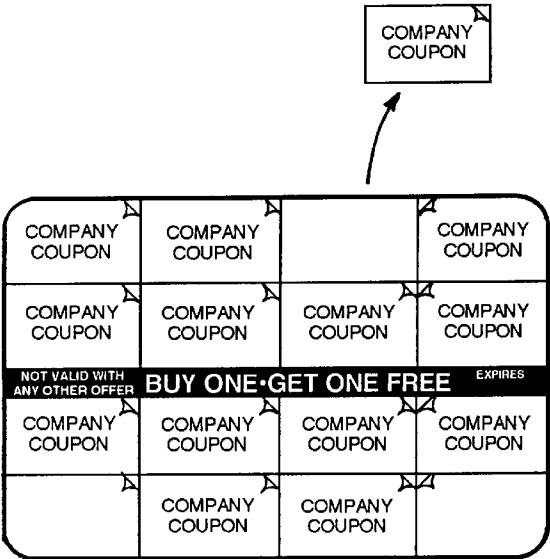 COMPANY
COUPON
COMPANY
COUPON
COMPANY
COUPON
COMPANY
COUPON
COMPANY
COUPON
COMPANY
COUPON
COMPANY
COUPON
COMPANY
COUPON
NOT VALID WITH
ANY OTHER OFFER
BUY ONE•GET ONE FREE
EXPIRES
COMPANY
COUPON
COMPANY
COUPON
COMPANY
COUPON
COMPANY
COUPON
COMPANY
COUPON
COMPANY
COUPON